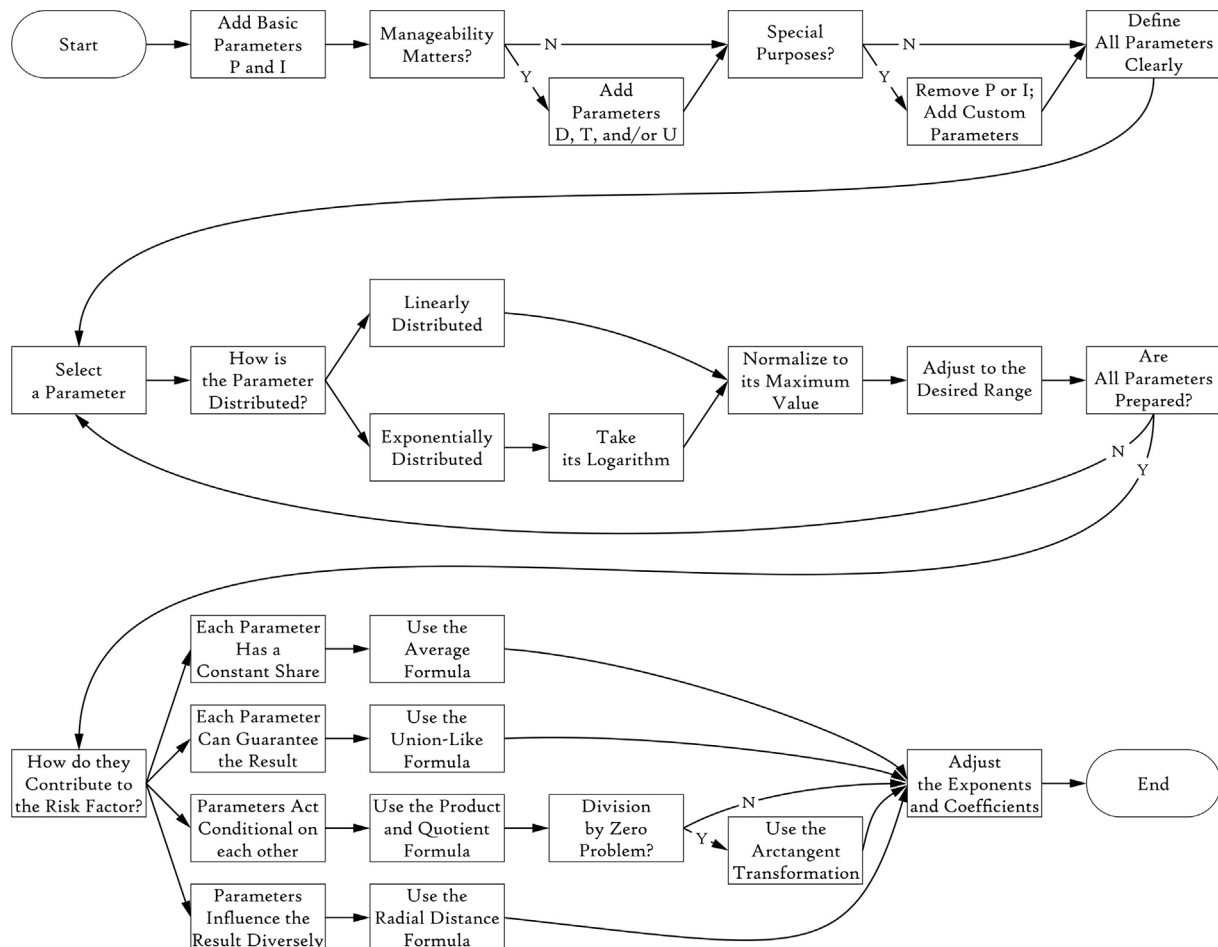 Start
Add Basic
Parameters
P and I
Manageability
Matters?
N
Y
Add
Parameters
D, T, and/or U
Special
Purposes?
N
Y
Remove P or I;
Add Custom
Parameters
Define
All Parameters
Clearly
Select
a Parameter
How is
the Parameter
Distributed?
Linearly
Distributed
Exponentially
Distributed
Take
its Logarithm
Normalize to
its Maximum
Value
Adjust to the
Desired Range
Are
All Parameters
Prepared?
N
Y
How do they
Contribute to
the Risk Factor?
Each Parameter
Has a
Constant Share
Use the
Average
Formula
Each Parameter
Can Guarantee
the Result
Use the
Union-Like
Formula
Parameters Act
Conditional on
each other
Use the Product
and Quotient
Formula
Division
by Zero
Problem?
N
Y
Use the
Arctangent
Transformation
Parameters
Influence the
Result Diversely
Use the
Radial Distance
Formula
Adjust
the Exponents
and Coefficients
End